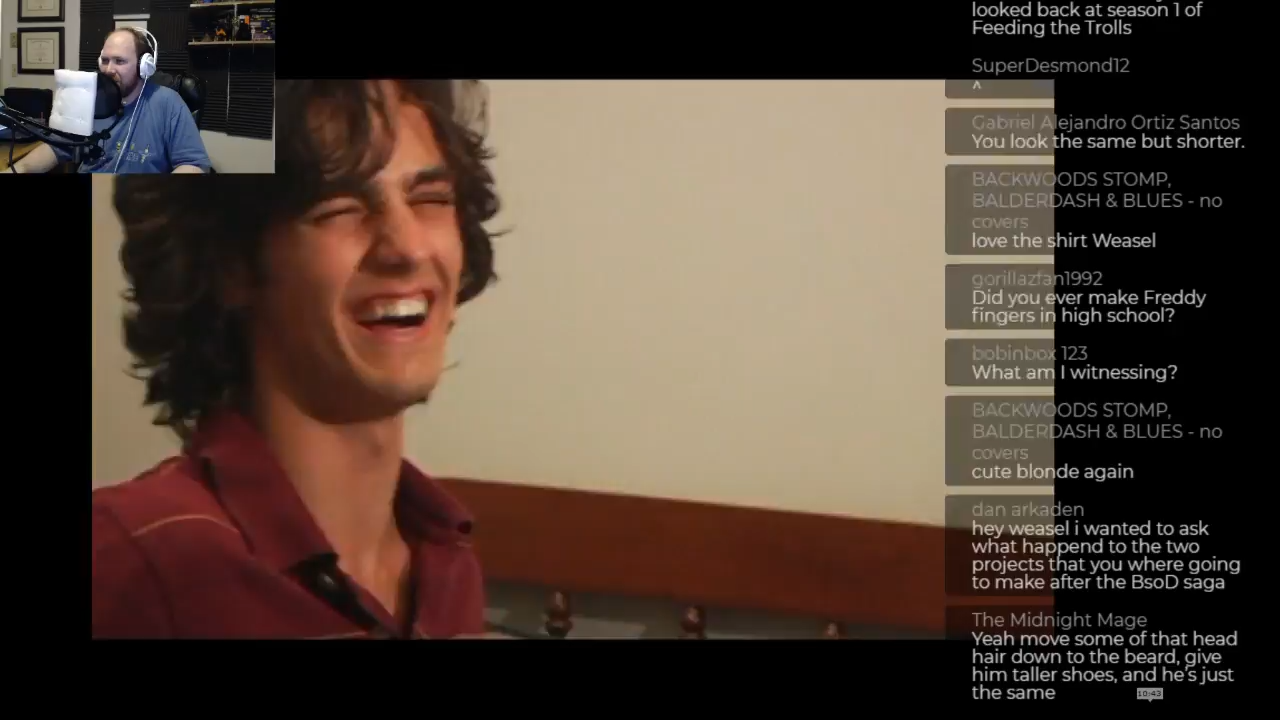 looked back at season 1 of
Feeding the Trolls
SuperDesmond12
^
Gabriel Alejandro Ortiz Santos
You look the same but shorter.
BACKWOODS STOMP,
BALDERDASH & BLUES - no
covers
love the shirt Weasel
gorillazfan1992
Did you ever make Freddy
fingers in high school?
bobinbox 123
What am I witnessing?
BACKWOODS STOMP,
BALDERDASH & BLUES - no
covers
cute blonde again
dan arkaden
hey weasel i wanted to ask
what happend to the two
projects that you where going
to make after the BsoD saga
The Midnight Mage
Yeah move some of that head
hair down to the beard, give
him taller shoes, and he's just
the same
10:43